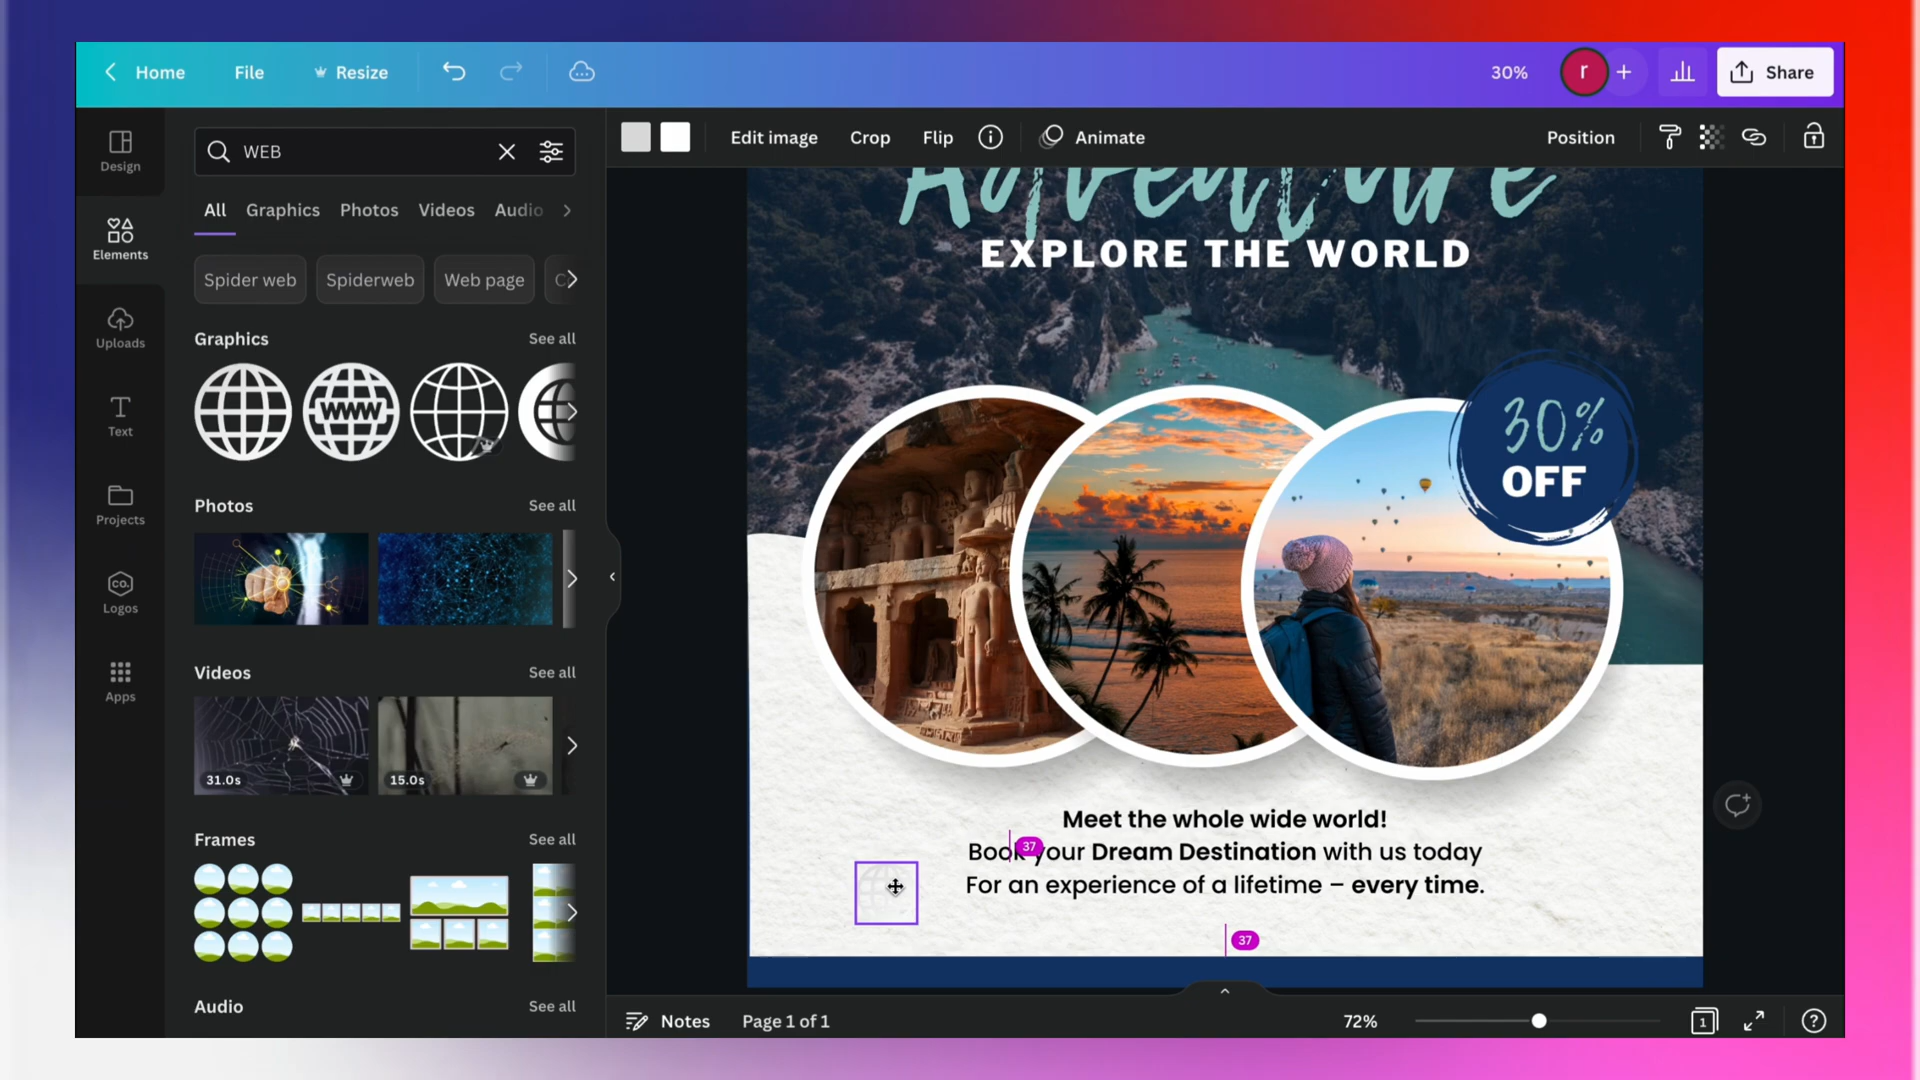 Home
File
Resize
30%
r
Share
Design
Elements
Uploads
Text
Projects
CO.
Logos
Apps
WEB
All
Graphics
Photos
Videos
Audio
Spider web
Spiderweb
Web page
C
Graphics
See all
WWW
Photos
See all
Videos
See all
31.0s
15.0s
Frames
See all
Audio
See all
Edit image
Crop
Flip
Animate
Position
Adventure
EXPLORE THE WORLD
30%
OFF
Meet the whole wide world!
Book your Dream Destination with us today
For an experience of a lifetime – every time.
37
37
Notes
Page 1 of 1
72%
1